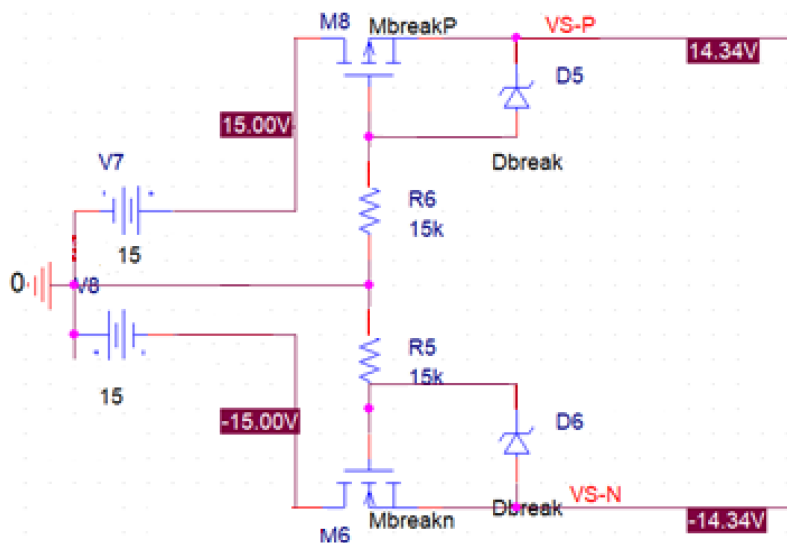 M8
MbreakP
VS-P
14.34V
D5
15.00V
V7
Dbreak
R6
15k
15
0
V8
R5
15k
15
-15.00V
D6
VS-N
Mbreakn
Dbreak
-14.34V
M6